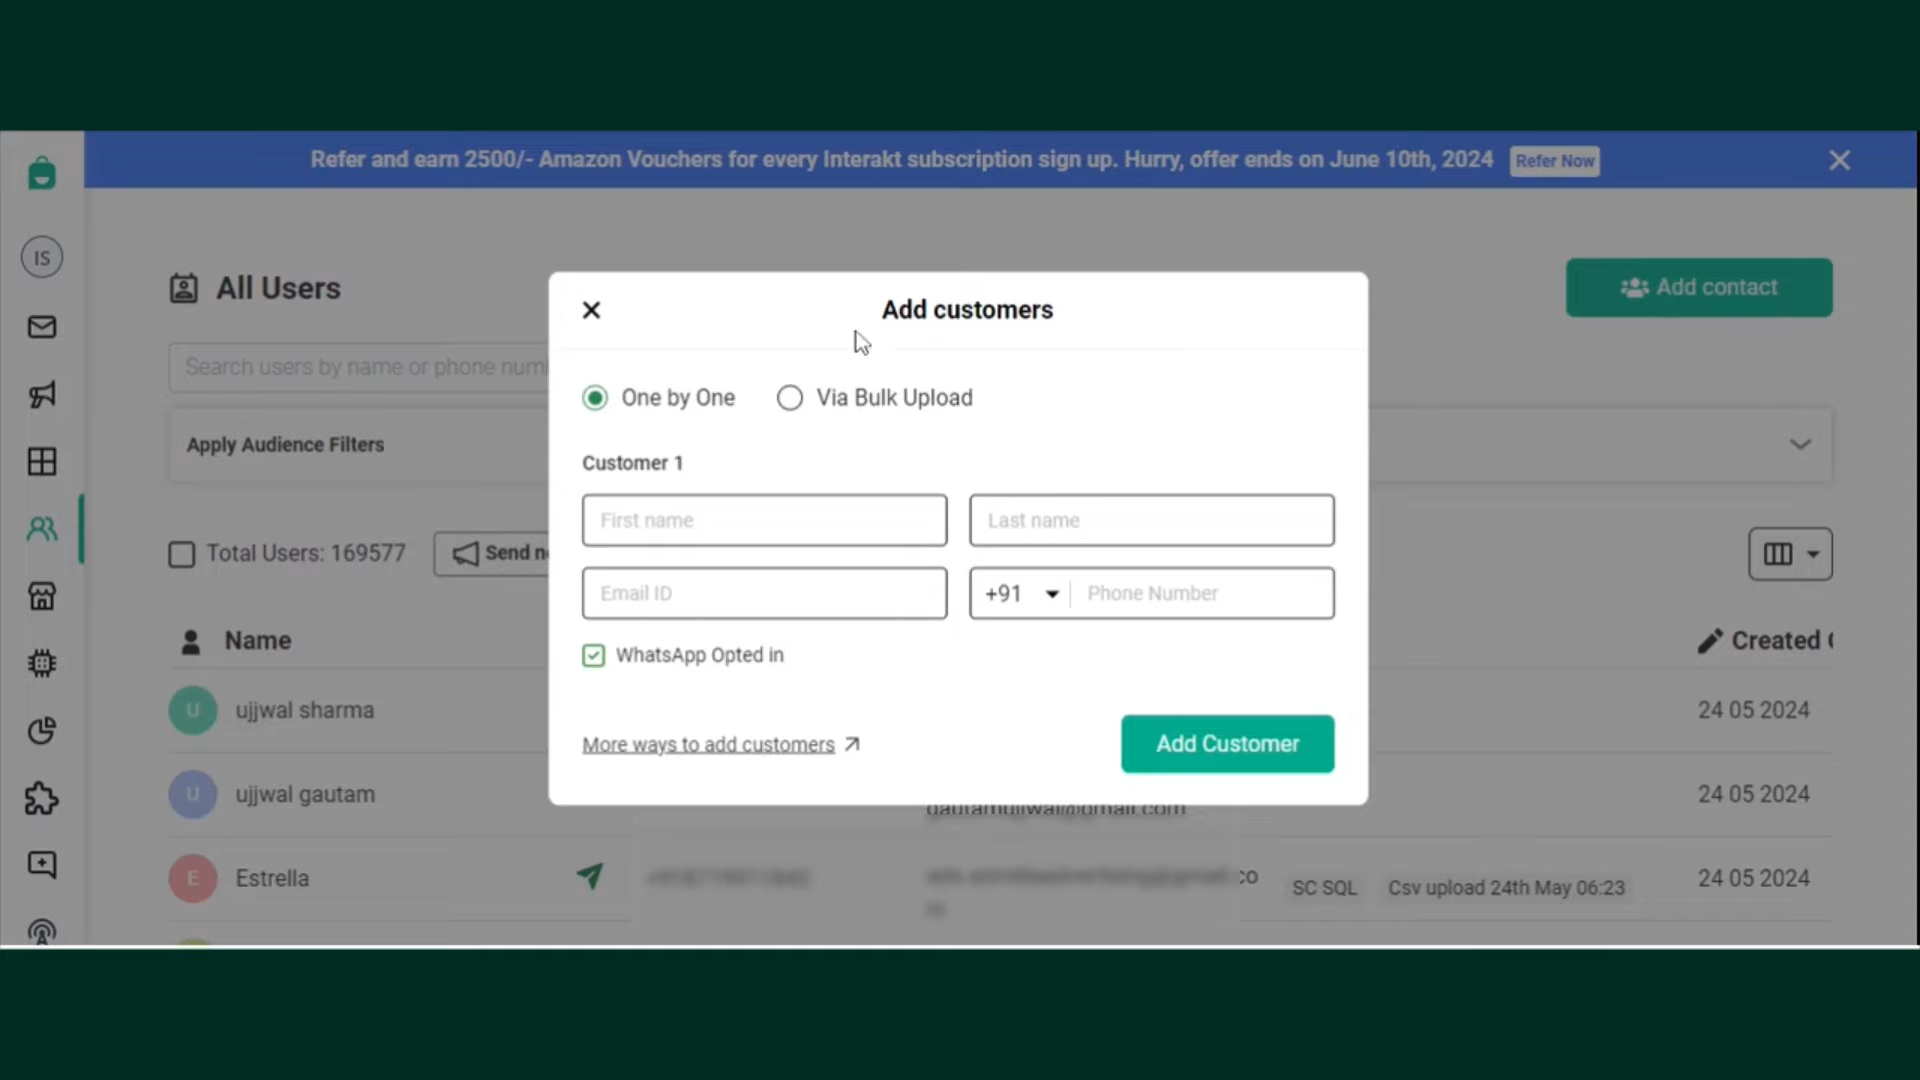 Refer and earn 2500/- Amazon Vouchers for every Interakt subscription sign up. Hurry, offer ends on June 10th, 2024 Refer Now
IS
All Users
Add contact
Add customers
Search users by name or phone
One by One Via Bulk Upload
Apply Audience Filters
Customer 1
First name Last name
Total Users: 169577 Send
Email ID +91 Phone Number
Name Created
WhatsApp Opted in
U ujjwal sharma 24 05 2024
More ways to add customers Add Customer
U ujjwal gautam 24 05 2024
gautamujjwal@gmail.com
E Estrella SC SQL Csv upload 24th May 06:23 24 05 2024